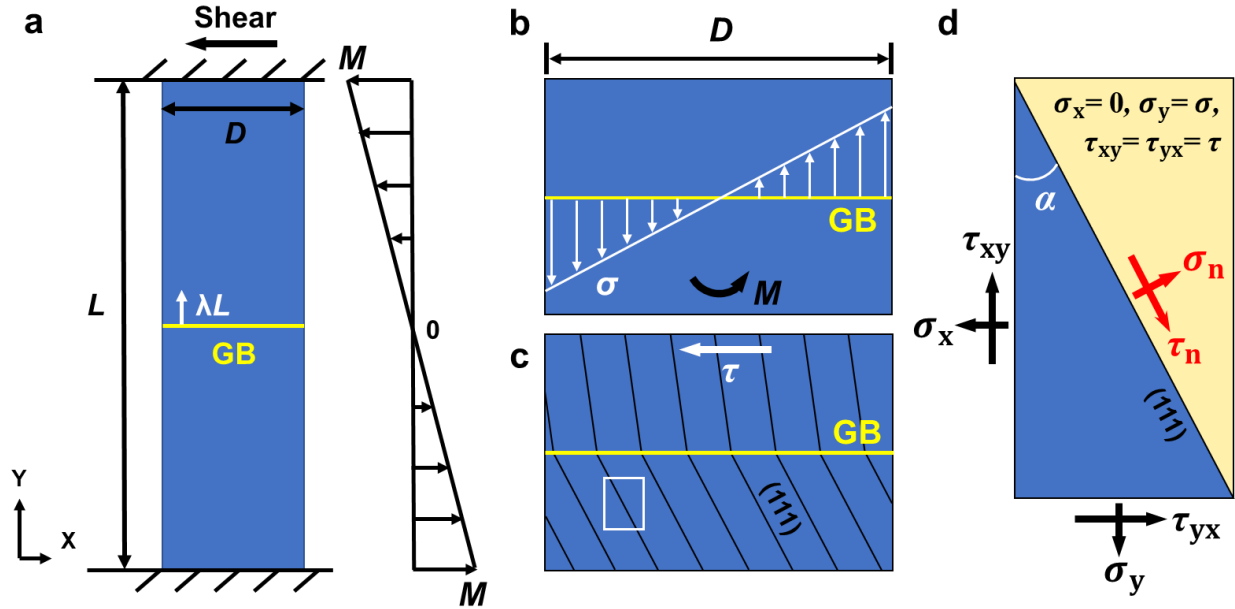 a
Shear
M
D
L
λL
GB
0
M
Y
X
b
D
GB
σ
M
c
τ
GB
(111)
d
σx= 0, σy= σ,
τxy= τyx= τ
α
τxy
σn
σx
τn
(111)
τyx
σy